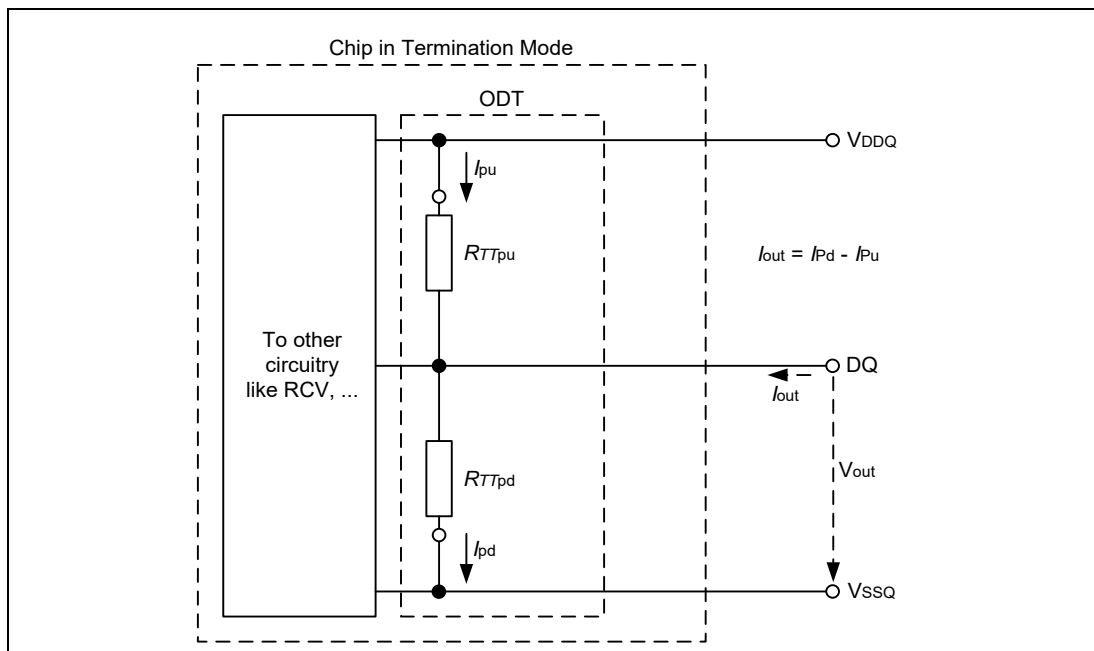 Chip in Termination Mode
ODT
VDDQ
Ipu
RTTpu
Iout = IPd - IPu
To other
circuitry
like RCV, ...
DQ
Iout
RTTpd
Vout
Ipd
VSSQ